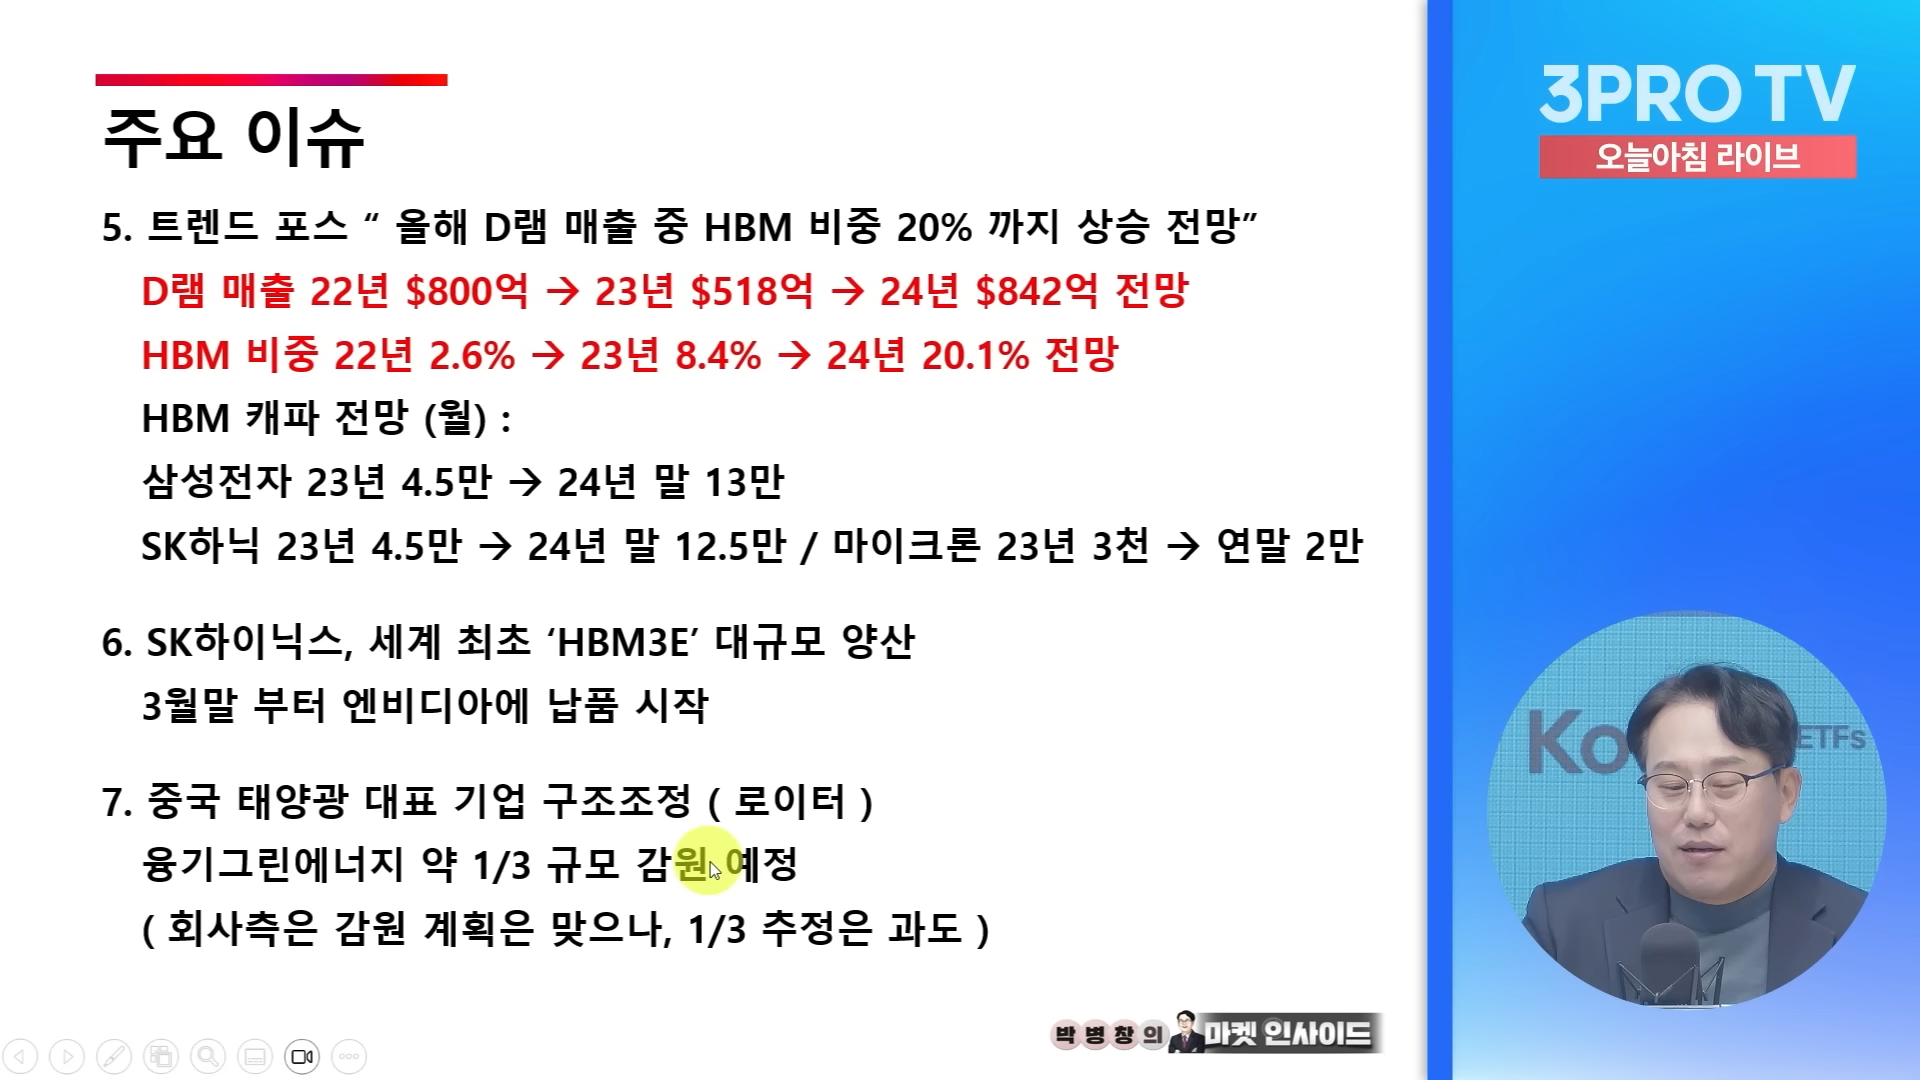 주요 이슈
5. 트렌드 포스 “ 올해 D램 매출 중 HBM 비중 20% 까지 상승 전망”
D램 매출 22년 $800억 → 23년 $518억 → 24년 $842억 전망
HBM 비중 22년 2.6% → 23년 8.4% → 24년 20.1% 전망
HBM 캐파 전망 (월) :
삼성전자 23년 4.5만 → 24년 말 13만
SK하닉 23년 4.5만 → 24년 말 12.5만 / 마이크론 23년 3천 → 연말 2만
6. SK하이닉스, 세계 최초 ‘HBM3E’ 대규모 양산
3월말 부터 엔비디아에 납품 시작
7. 중국 태양광 대표 기업 구조조정 ( 로이터 )
융기그린에너지 약 1/3 규모 감원 예정
( 회사측은 감원 계획은 맞으나, 1/3 추정은 과도 )
박병창의 마켓 인사이드
3PRO TV
오늘아침 라이브
Ko ETFs